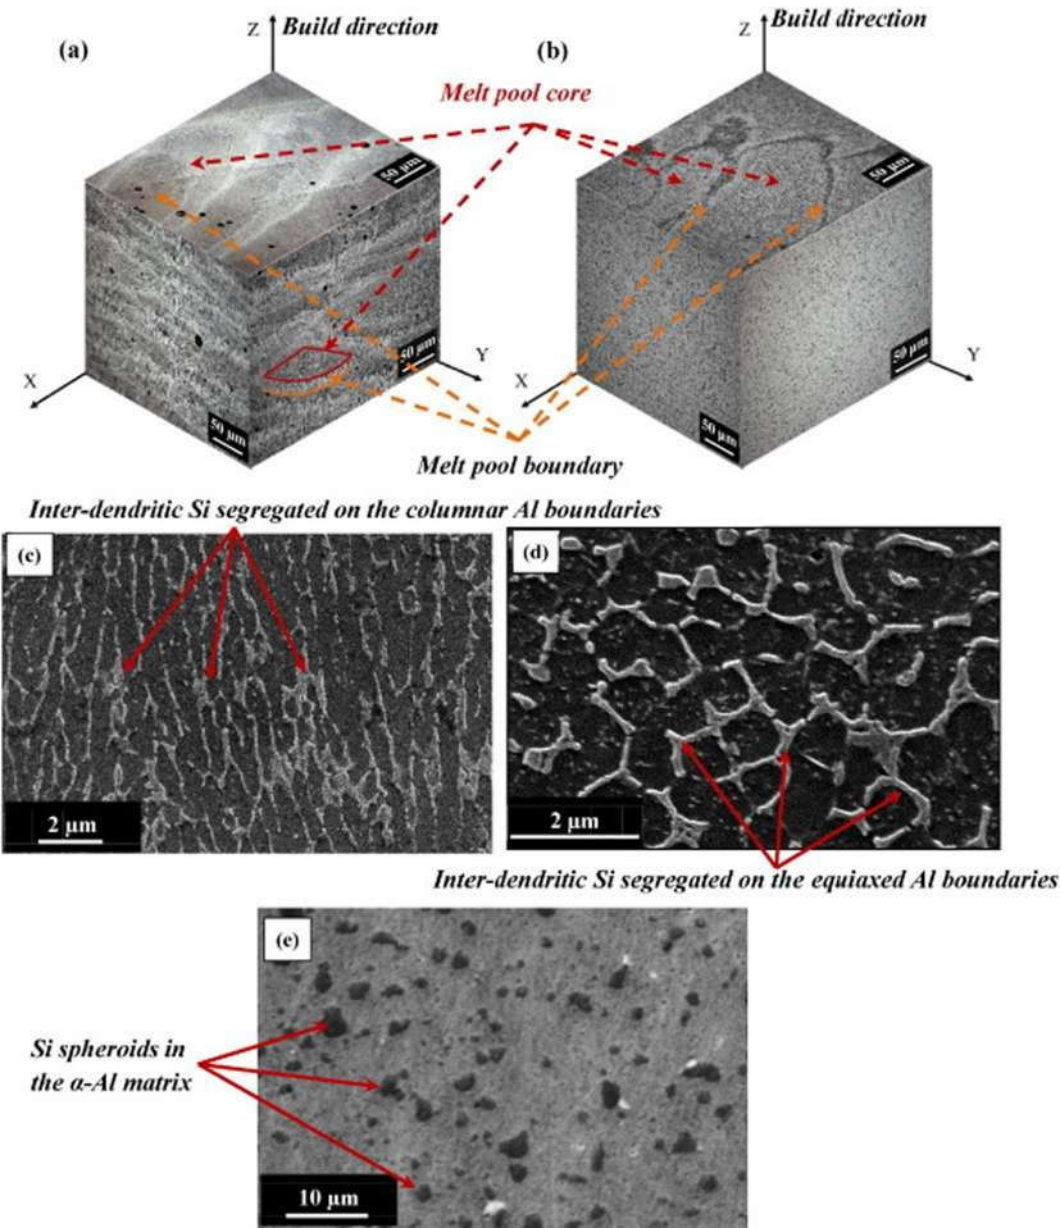 (a)
Z
Build direction
(b)
Z
Build direction
Melt pool core
50 µm
50 µm
X
50 µm
50 µm
Y
X
50 µm
50 µm
Y
Melt pool boundary
Inter-dendritic Si segregated on the columnar Al boundaries
(c)
2 µm
(d)
2 µm
Inter-dendritic Si segregated on the equiaxed Al boundaries
(e)
Si spheroids in
the α-Al matrix
10 µm